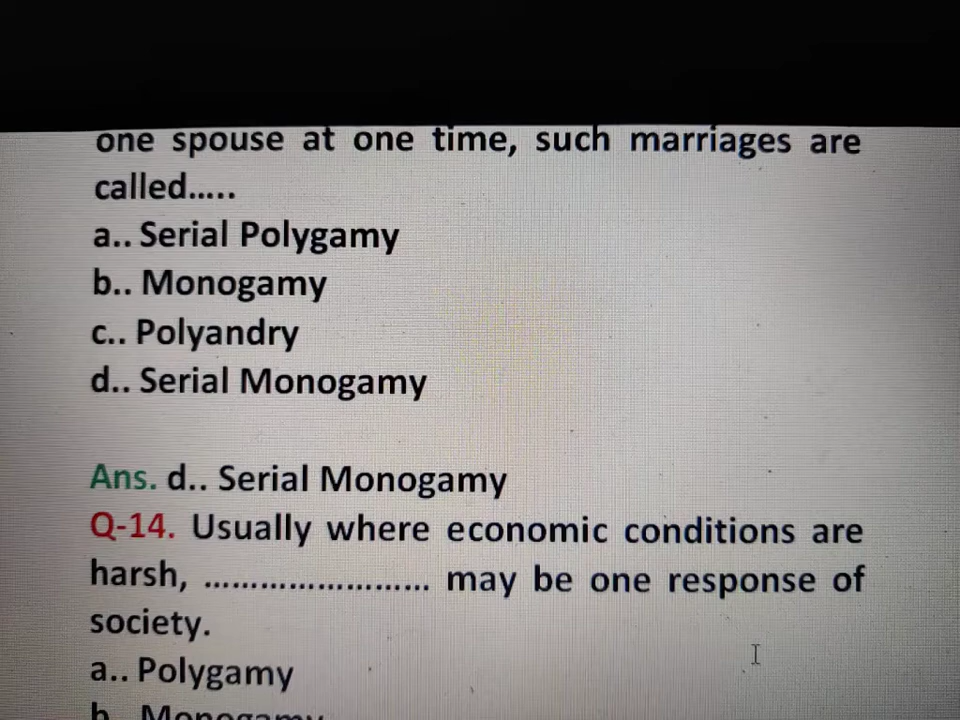 one spouse at one time, such marriages are
called.....
a.. Serial Polygamy
b.. Monogamy
c.. Polyandry
d.. Serial Monogamy
Ans. d.. Serial Monogamy
Q-14. Usually where economic conditions are
harsh, ........................ may be one response of
society.
a.. Polygamy
b.. Monogamy